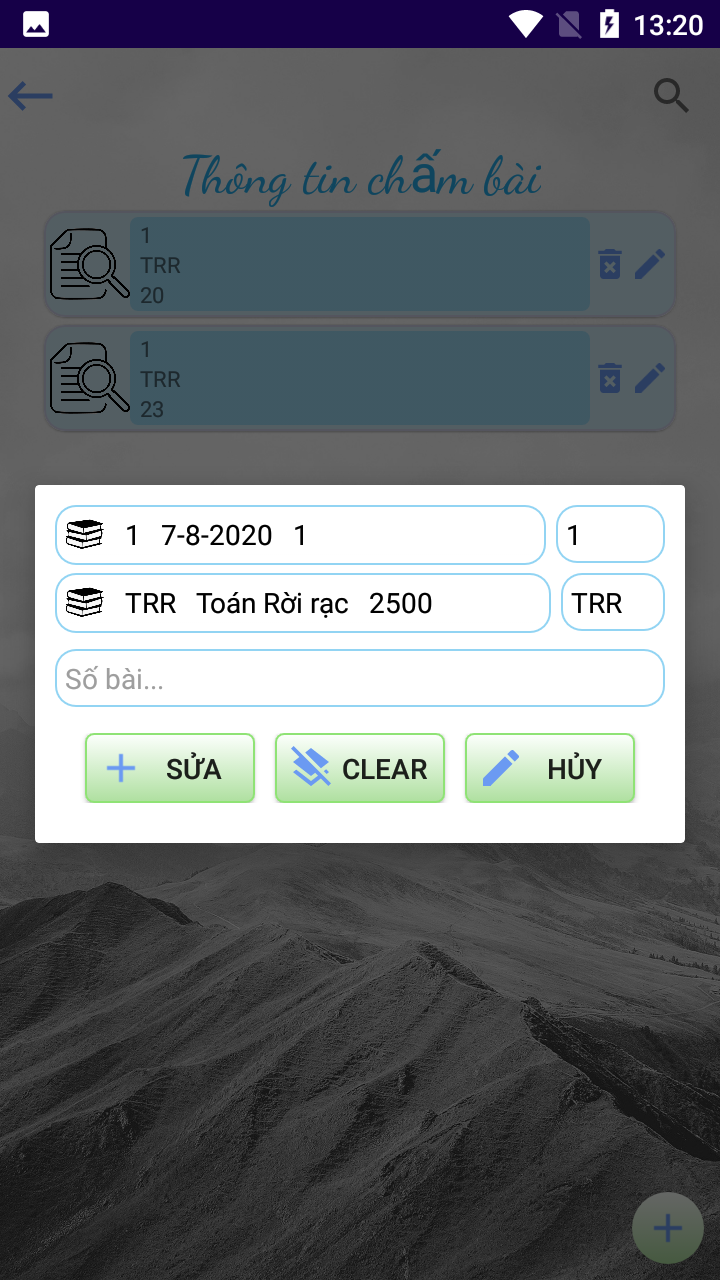 13:20
Thông tin chấm bài
1
TRR
20
1
TRR
23
1 7-8-2020 1 1
TRR Toán Rời rạc 2500 TRR
Số bài...
SỬA CLEAR HỦY